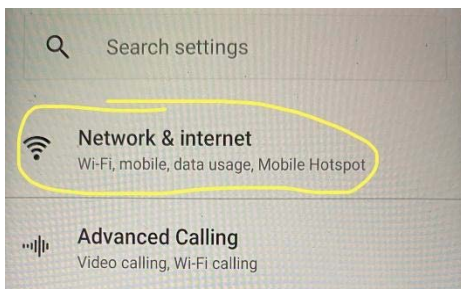 Search settings
Network & internet
Wi-Fi, mobile, data usage, Mobile Hotspot
Advanced Calling
Video calling, Wi-Fi calling